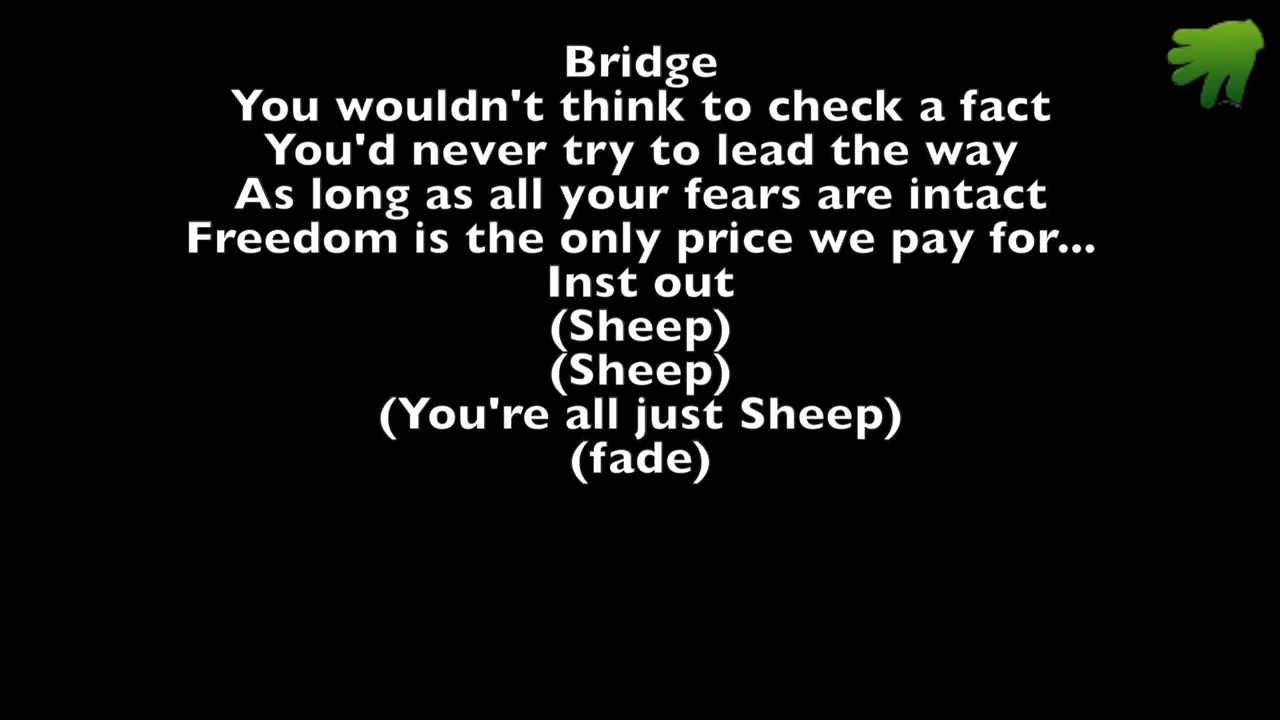 Bridge
You wouldn't think to check a fact
You'd never try to lead the way
As long as all your fears are intact
Freedom is the only price we pay for...
Inst out
(Sheep)
(Sheep)
(You're all just Sheep)
(fade)